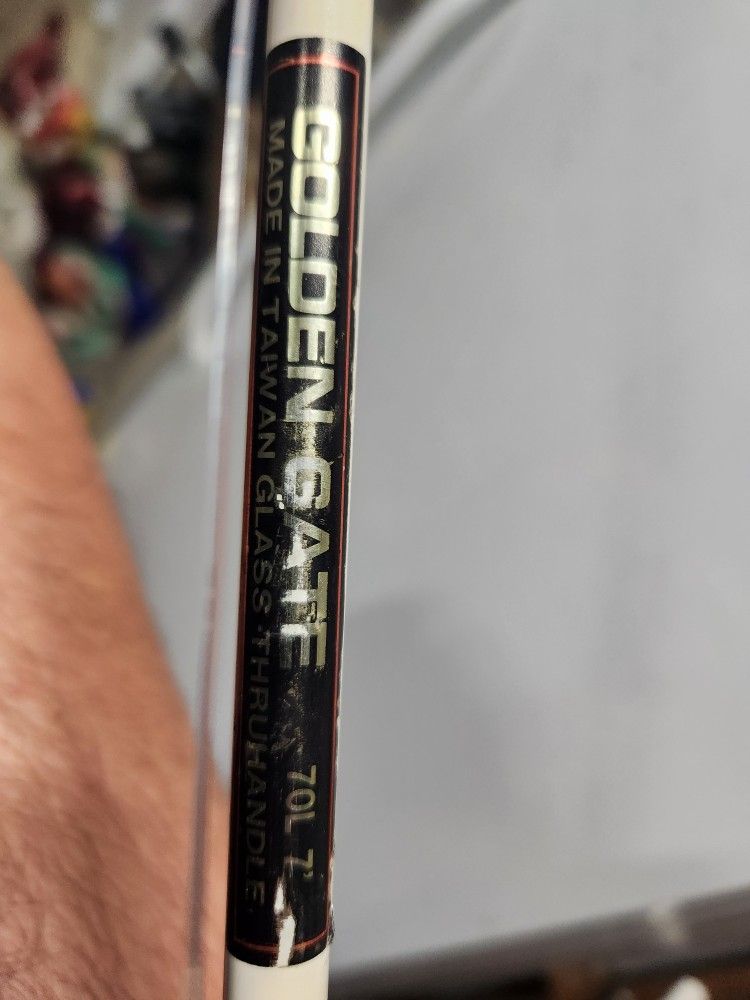 GOLDEN GATE
70L 7'
MADE IN TAIWAN GLASS THRUHANDLE